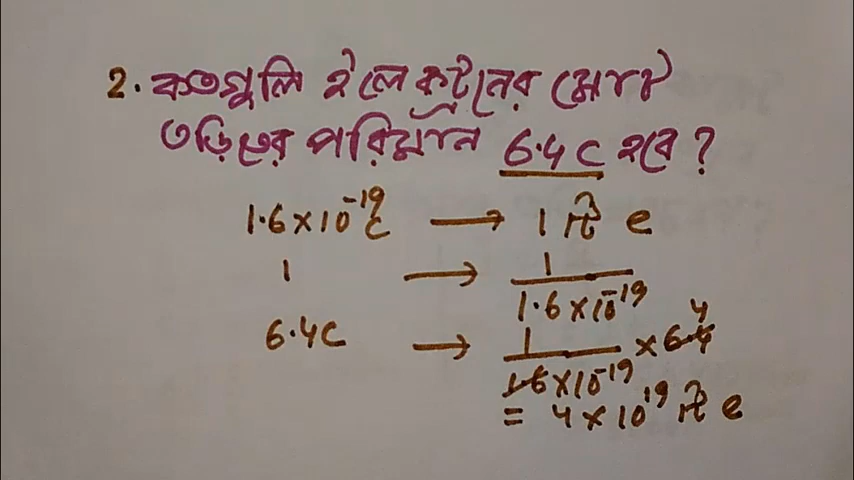 2. কতগুলি ইলেকট্রনের মোট
তড়িতের পরিমান 6.4C হবে?
1.6×10⁻¹⁹C → 1 টি e
1 → 1/1.6×10⁻¹⁹
6.4C → 1/1.6×10⁻¹⁹ × 6.4 4
= 4×10¹⁹ টি e